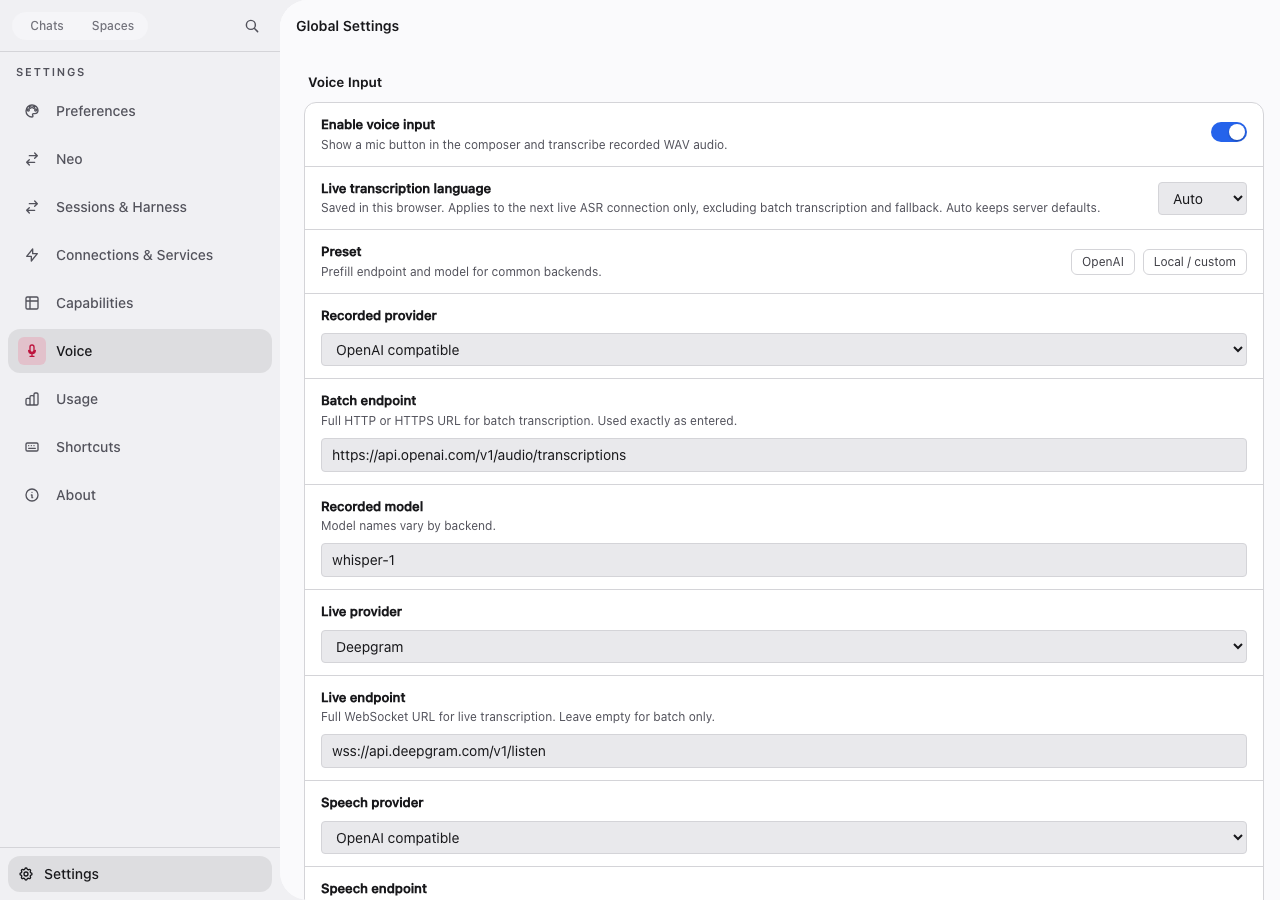 Chats Spaces
SETTINGS
Preferences
Neo
Sessions & Harness
Connections & Services
Capabilities
Voice
Usage
Shortcuts
About
Settings
Global Settings
Voice Input
Enable voice input
Show a mic button in the composer and transcribe recorded WAV audio.
Live transcription language
Saved in this browser. Applies to the next live ASR connection only, excluding batch transcription and fallback. Auto keeps server defaults.
Auto
Preset
Prefill endpoint and model for common backends.
OpenAI Local / custom
Recorded provider
OpenAI compatible
Batch endpoint
Full HTTP or HTTPS URL for batch transcription. Used exactly as entered.
https://api.openai.com/v1/audio/transcriptions
Recorded model
Model names vary by backend.
whisper-1
Live provider
Deepgram
Live endpoint
Full WebSocket URL for live transcription. Leave empty for batch only.
wss://api.deepgram.com/v1/listen
Speech provider
OpenAI compatible
Speech endpoint